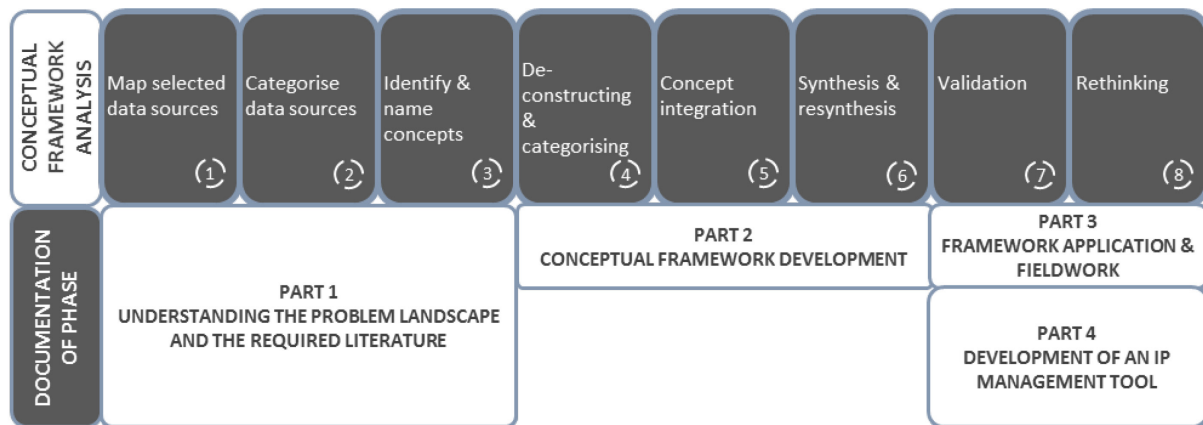 CONCEPTUAL
FRAMEWORK
ANALYSIS
Map selected
data sources
1
Categorise
data sources
2
Identify &
name
concepts
3
De-
constructing
&
categorising
4
Concept
integration
5
Synthesis &
resynthesis
6
Validation
7
Rethinking
8
DOCUMENTATION
OF PHASE
PART 1
UNDERSTANDING THE PROBLEM LANDSCAPE
AND THE REQUIRED LITERATURE
PART 2
CONCEPTUAL FRAMEWORK DEVELOPMENT
PART 3
FRAMEWORK APPLICATION &
FIELDWORK
PART 4
DEVELOPMENT OF AN IP
MANAGEMENT TOOL